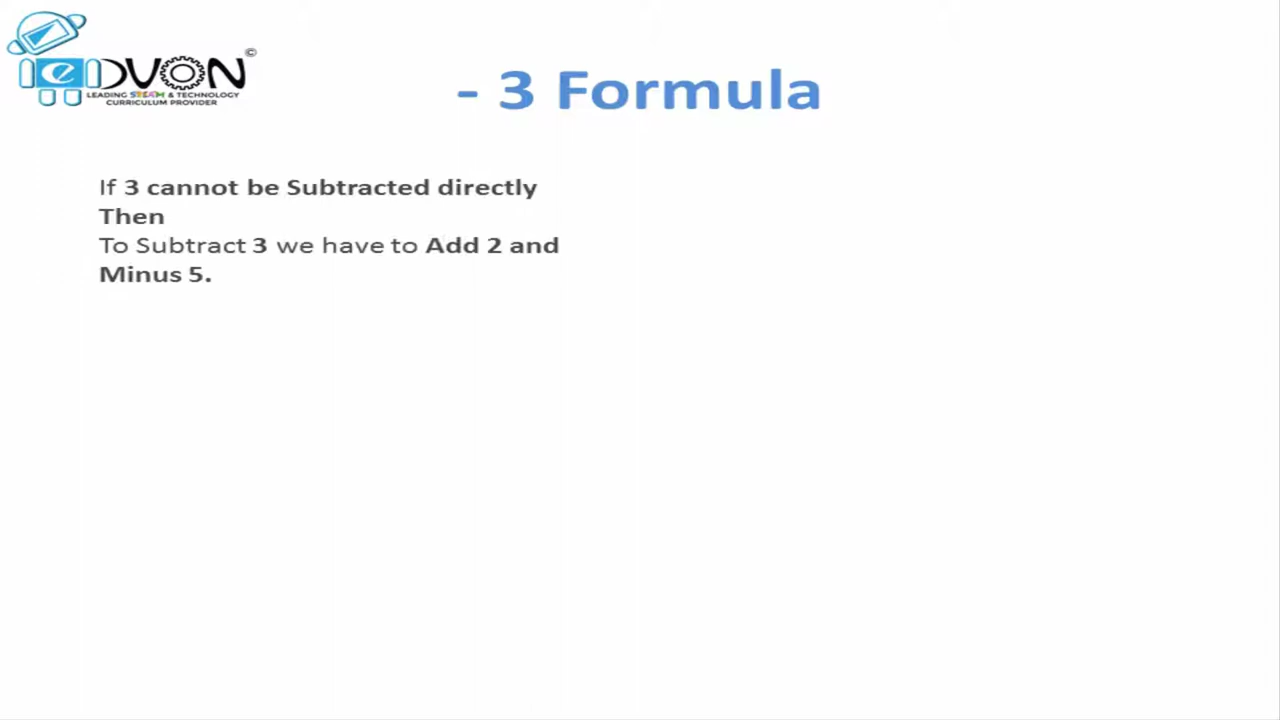 ©
eDVON
LEADING STEAM & TECHNOLOGY
CURRICULUM PROVIDER
- 3 Formula
If 3 cannot be Subtracted directly
Then
To Subtract 3 we have to Add 2 and
Minus 5.